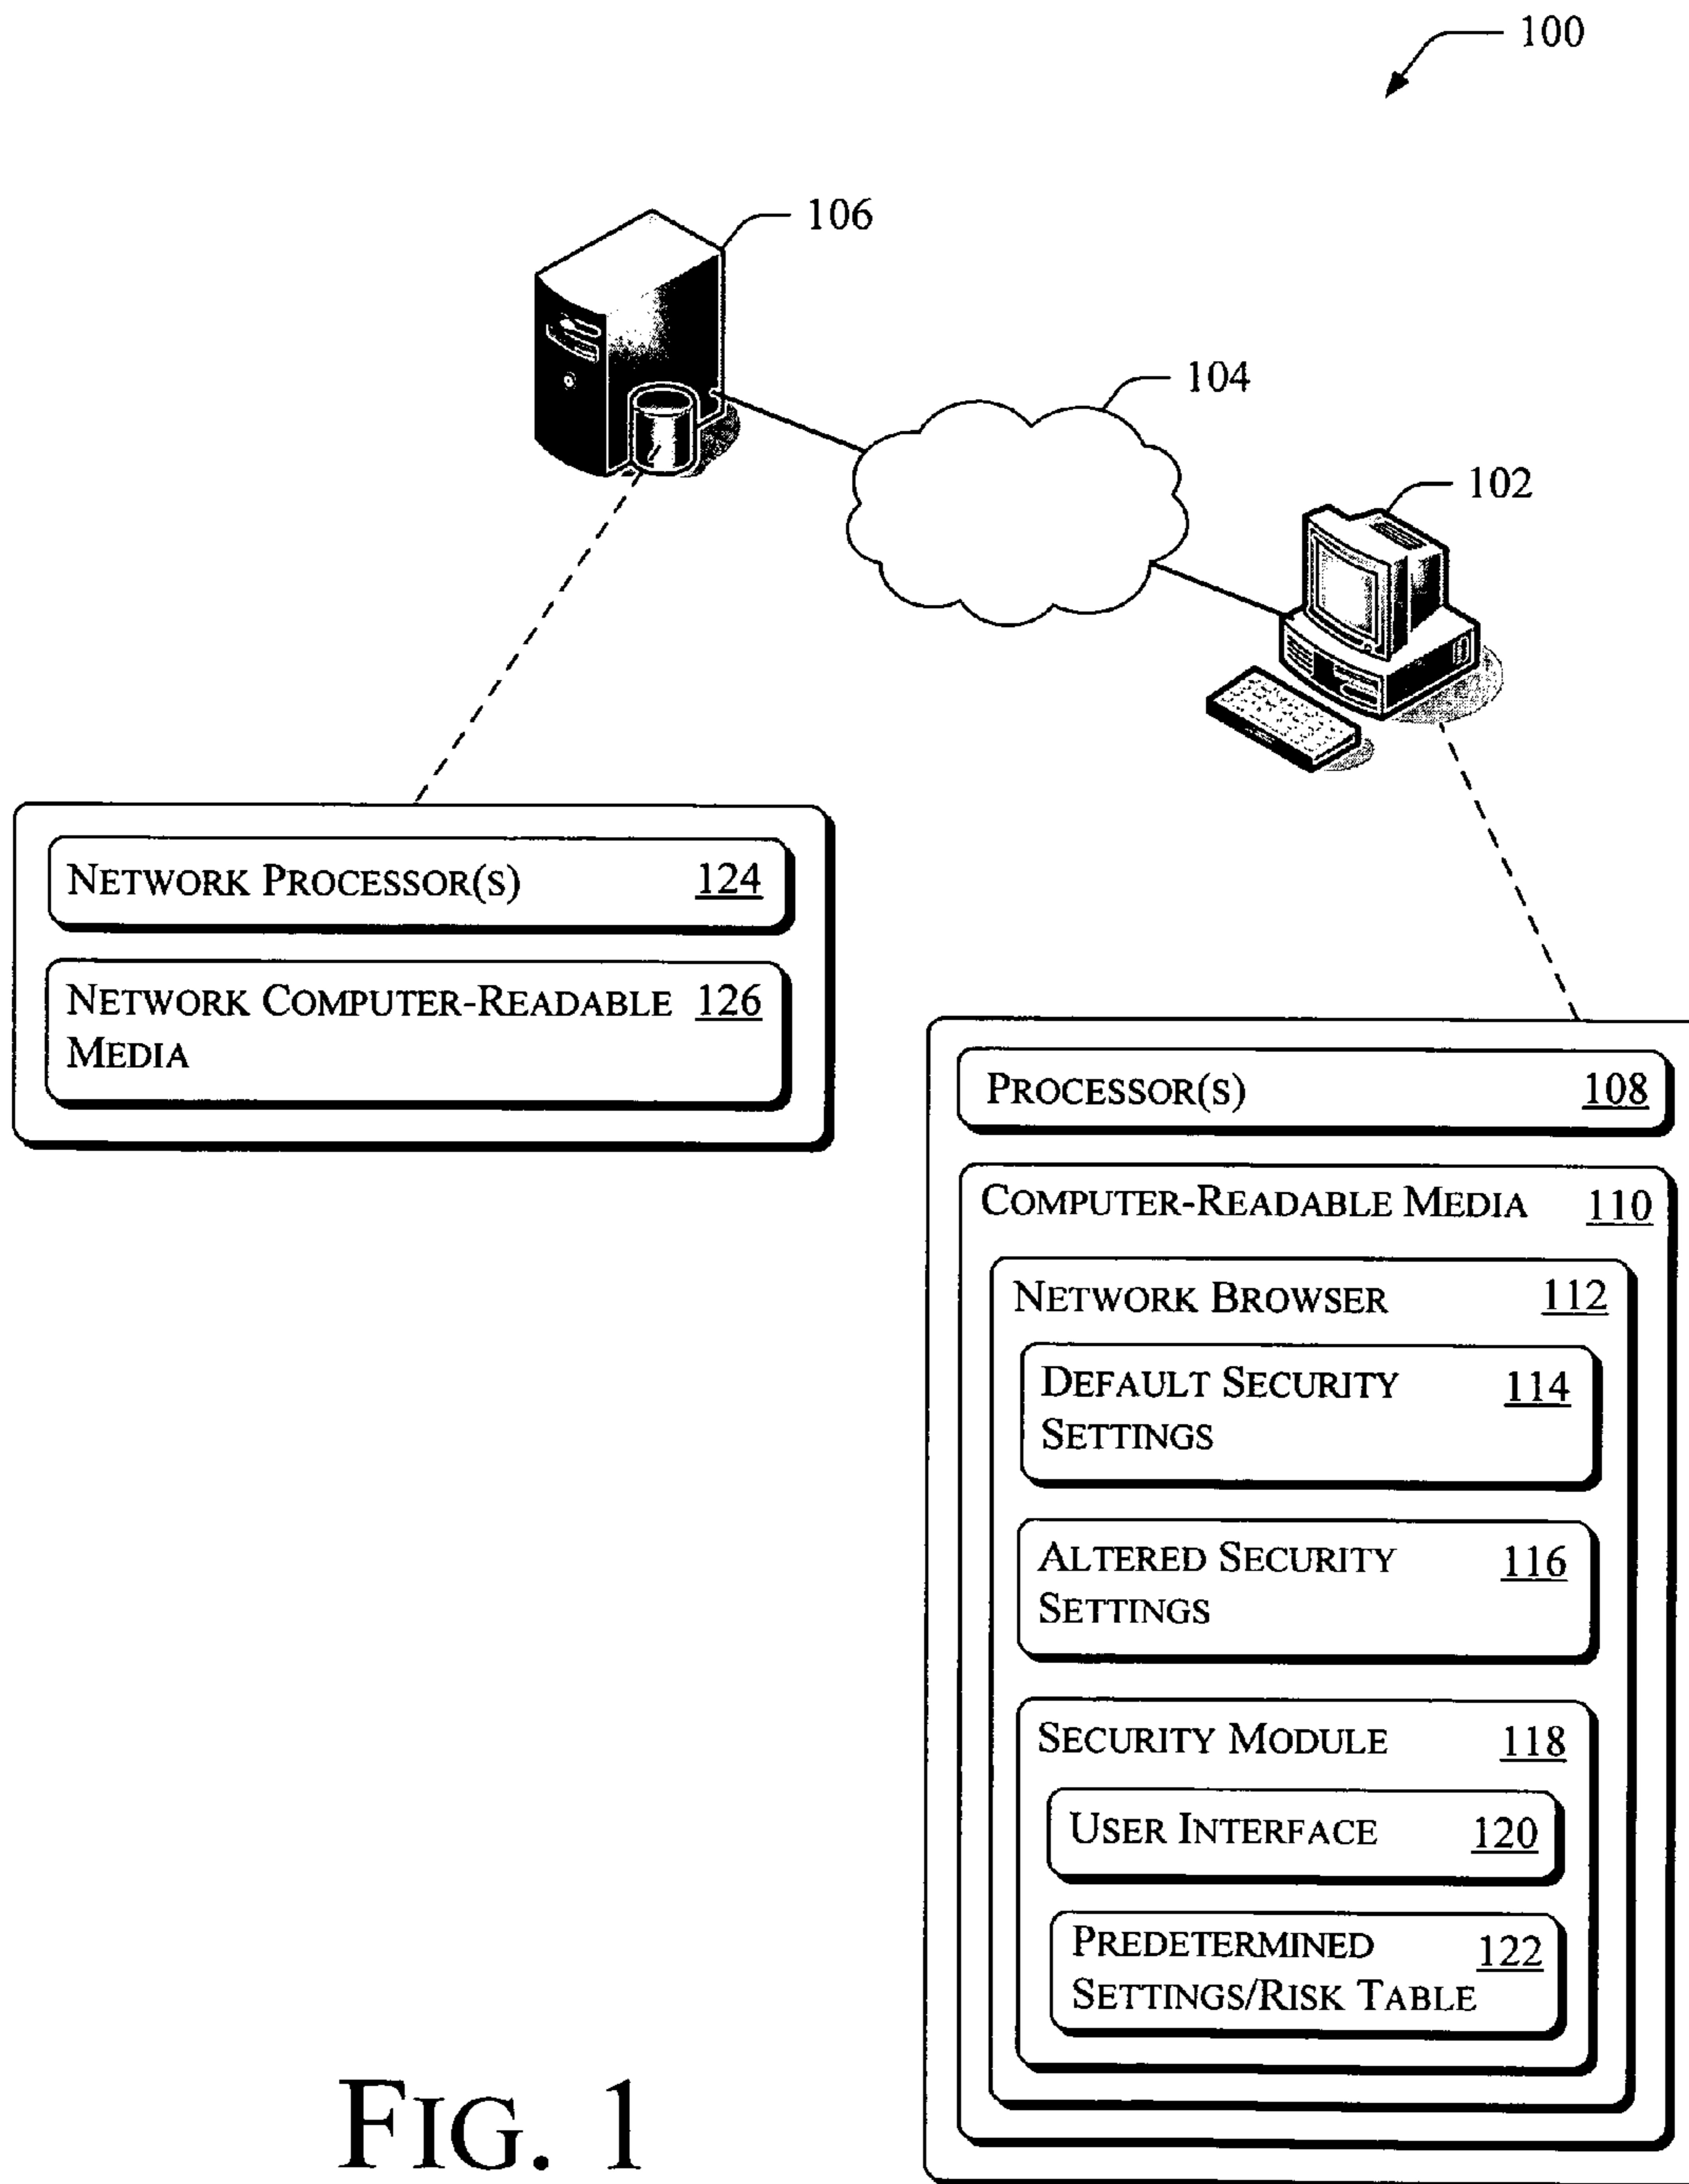 100
106
104
102
NETWORK PROCESSOR(S) 124
NETWORK COMPUTER-READABLE 126
MEDIA
PROCESSOR(S) 108
COMPUTER-READABLE MEDIA 110
NETWORK BROWSER 112
DEFAULT SECURITY 114
SETTINGS
ALTERED SECURITY 116
SETTINGS
SECURITY MODULE 118
USER INTERFACE 120
PREDETERMINED 122
SETTINGS/RISK TABLE
FIG. 1